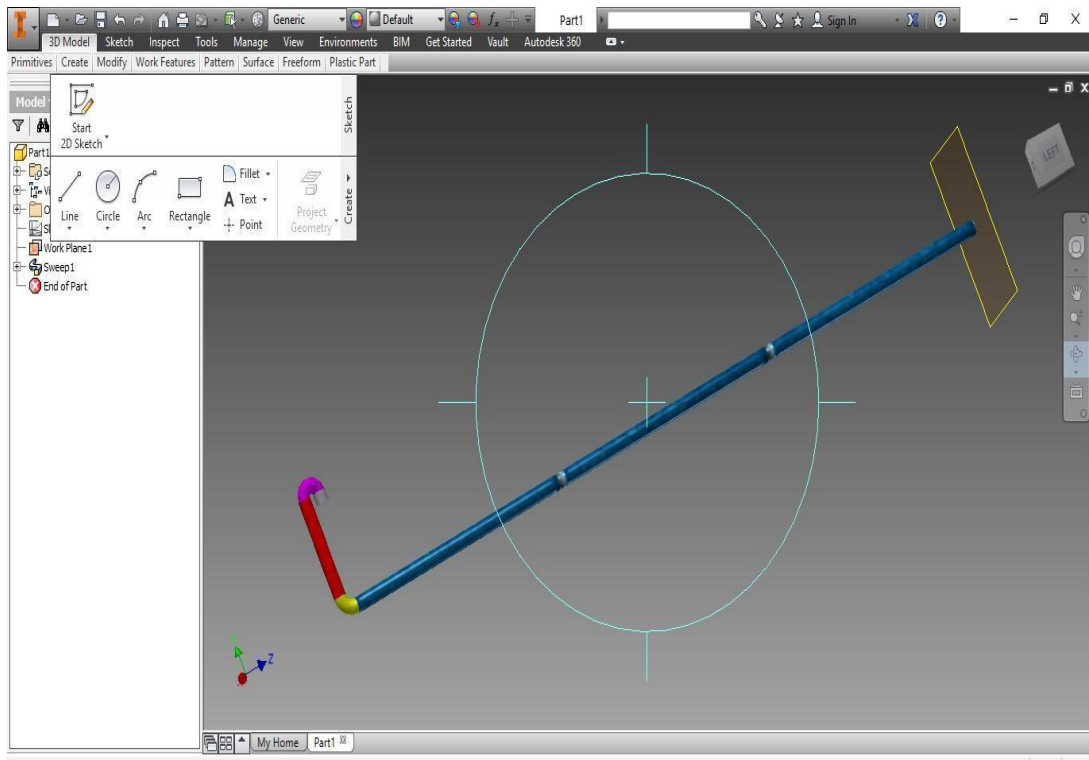 Generic Default fx Part1 Sign In
3D Model Sketch Inspect Tools Manage View Environments BIM Get Started Vault Autodesk 360
Primitives Create Modify Work Features Pattern Surface Freeform Plastic Part
Model
Start
2D Sketch
Sketch
Line Circle Arc Rectangle
Fillet
A Text
Point
Project
Geometry
Create
Part1
Work Plane1
Sweep1
End of Part
LEFT
Z
My Home Part1